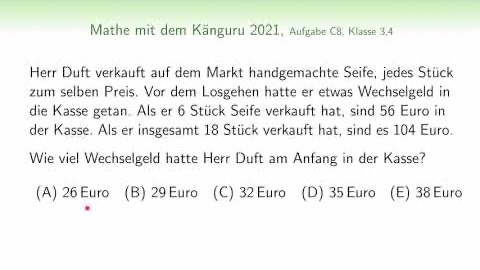 Mathe mit dem Känguru 2021, Aufgabe C8, Klasse 3,4
Herr Duft verkauft auf dem Markt handgemachte Seife, jedes Stück
zum selben Preis. Vor dem Losgehen hatte er etwas Wechselgeld in
die Kasse getan. Als er 6 Stück Seife verkauft hat, sind 56 Euro in
der Kasse. Als er insgesamt 18 Stück verkauft hat, sind es 104 Euro.
Wie viel Wechselgeld hatte Herr Duft am Anfang in der Kasse?
(A) 26 Euro (B) 29 Euro (C) 32 Euro (D) 35 Euro (E) 38 Euro